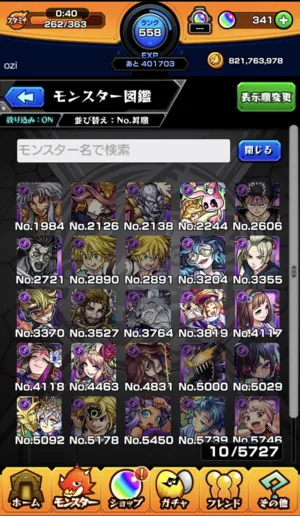 スタミナ
0:40
262/363
ランク
558
EXP
あと 401703
341
ozi
821,763,978
モンスター図鑑
表示順変更
絞り込み:ON
並び替え:No.昇順
モンスター名で検索
閉じる
No.1984 No.2126 No.2138 No.2244 No.2606
No.2721 No.2890 No.2891 No.3204 No.3355
No.3370 No.3527 No.3764 No.3819 No.4117
No.4118 No.4463 No.4831 No.5000 No.5029
No.5092 No.5178 No.5450 No.5739 No.5746
10/5727
ホーム モンスター ショップ ガチャ フレンド その他